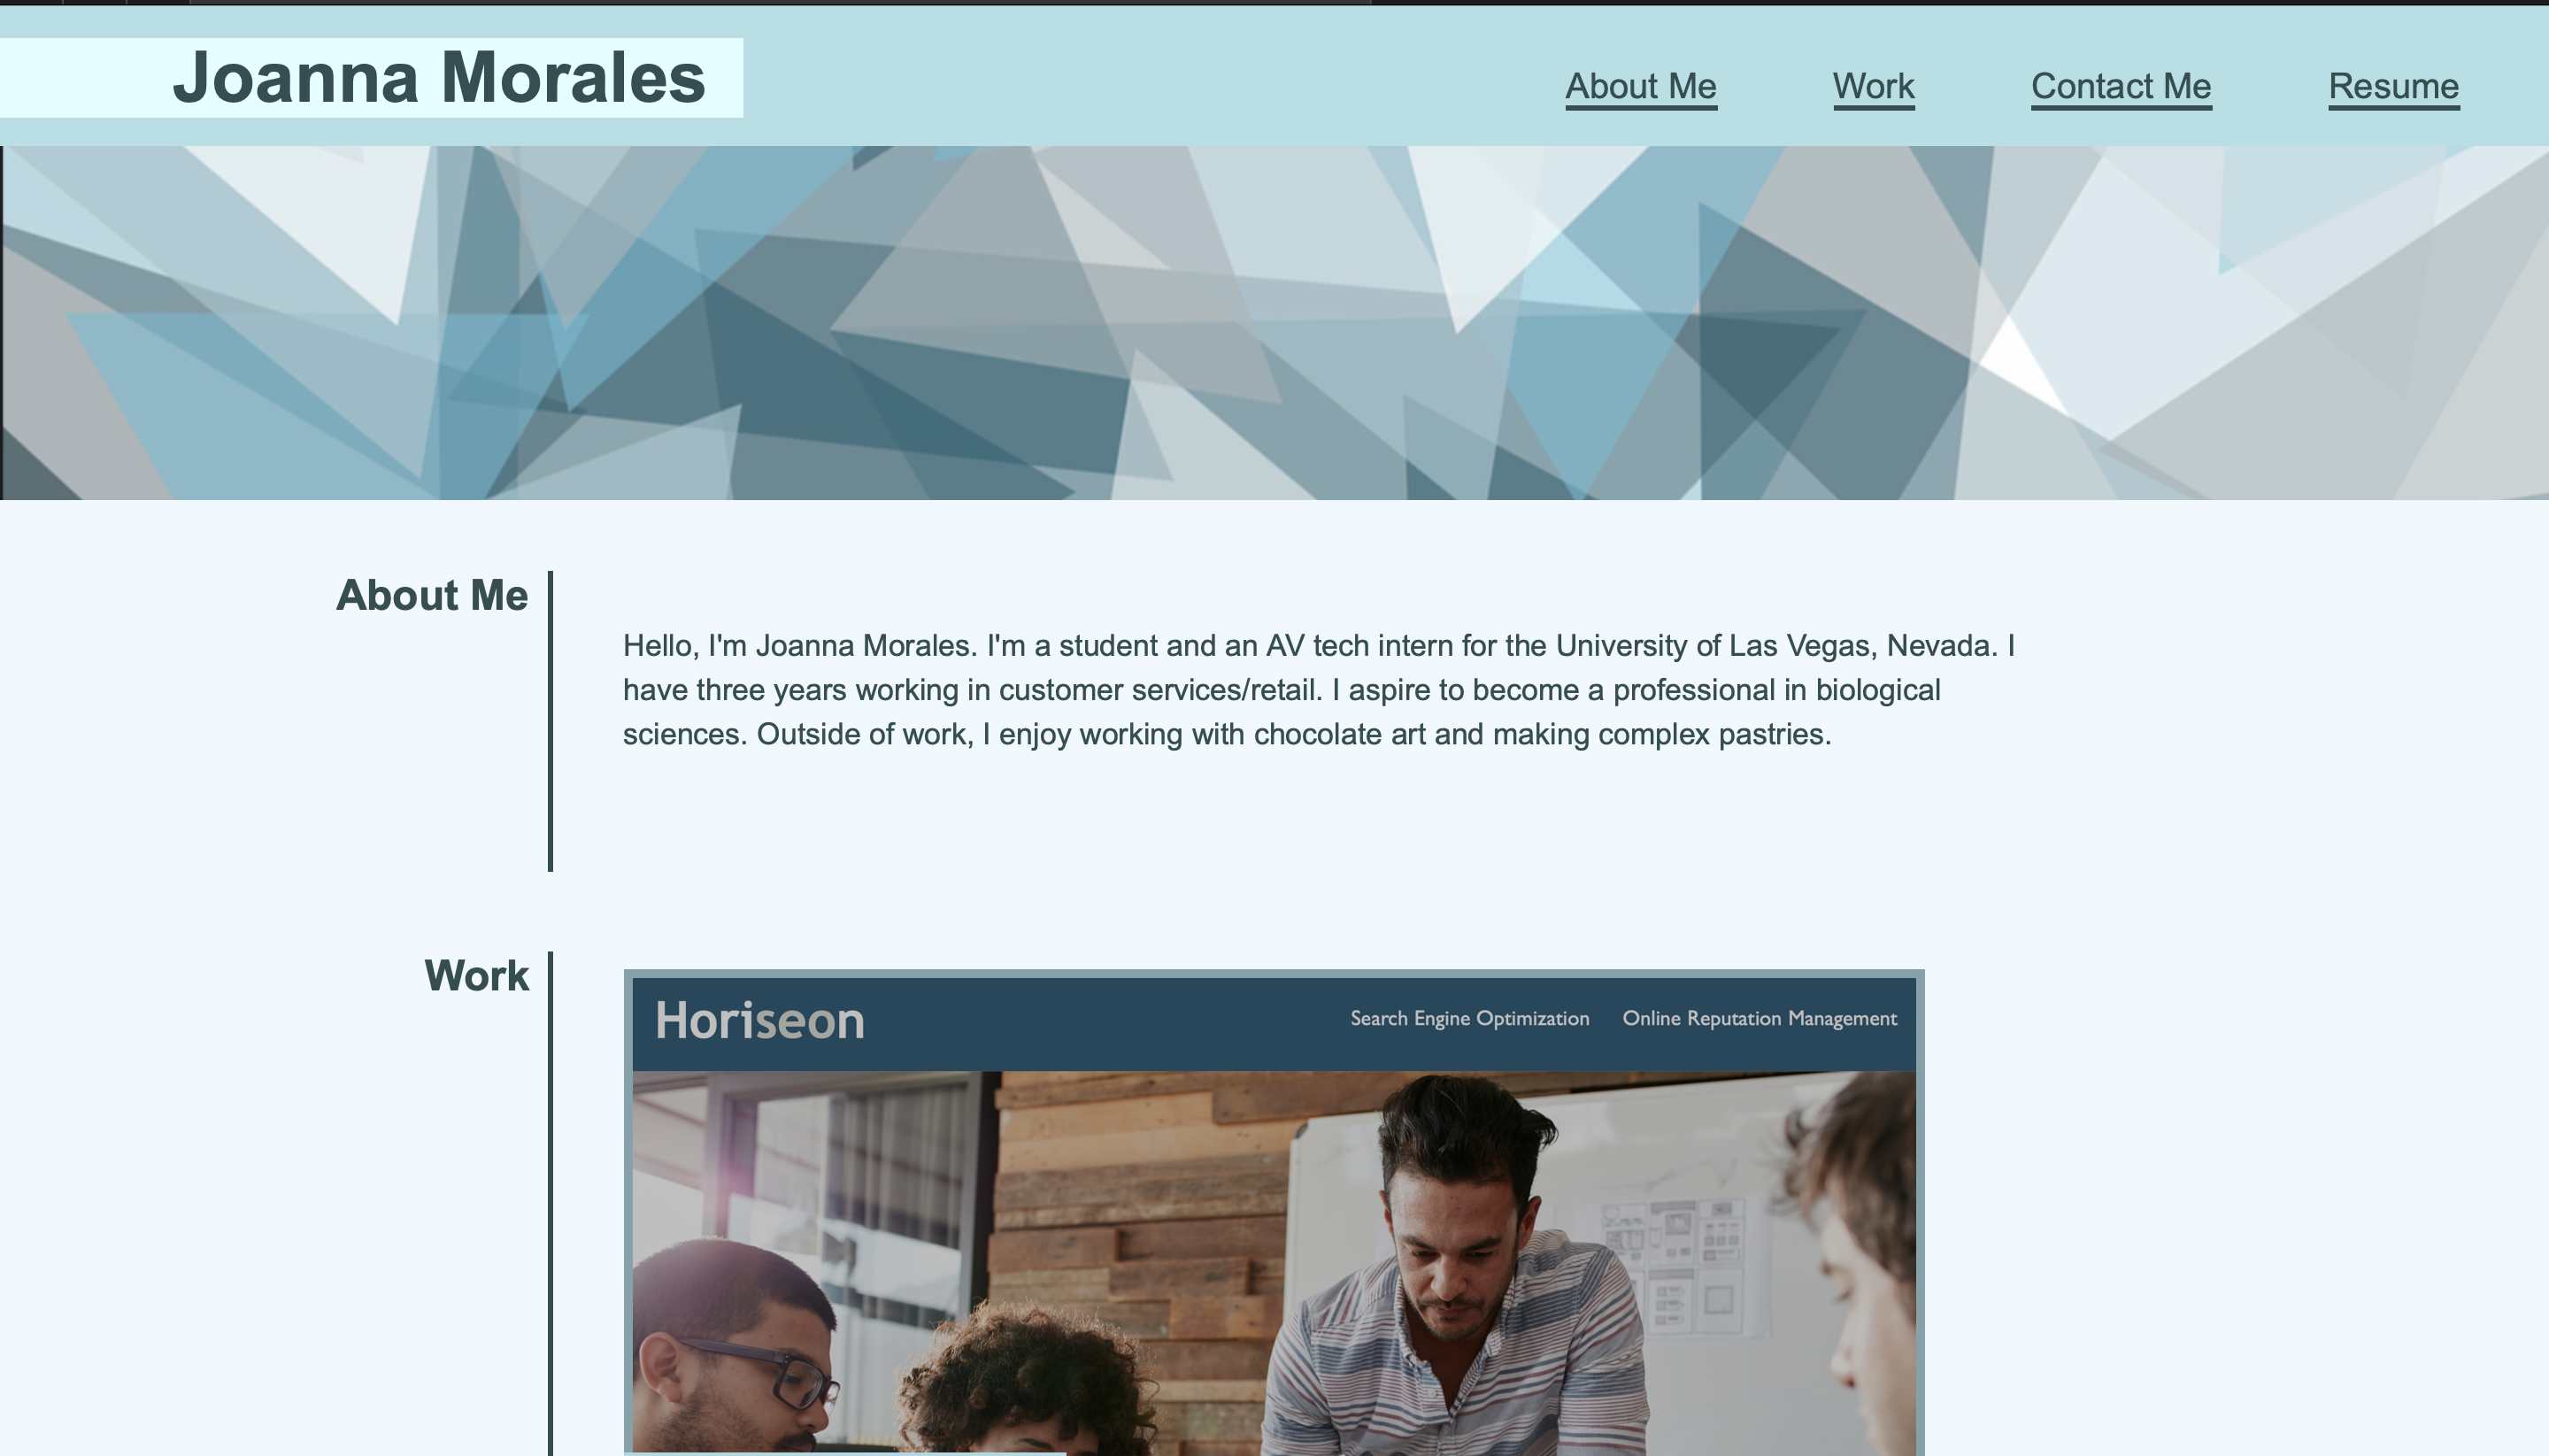 Joanna Morales
About Me
Work
Contact Me
Resume
About Me
Hello, I'm Joanna Morales. I'm a student and an AV tech intern for the University of Las Vegas, Nevada. I
have three years working in customer services/retail. I aspire to become a professional in biological
sciences. Outside of work, I enjoy working with chocolate art and making complex pastries.
Work
Horiseon
Search Engine Optimization
Online Reputation Management